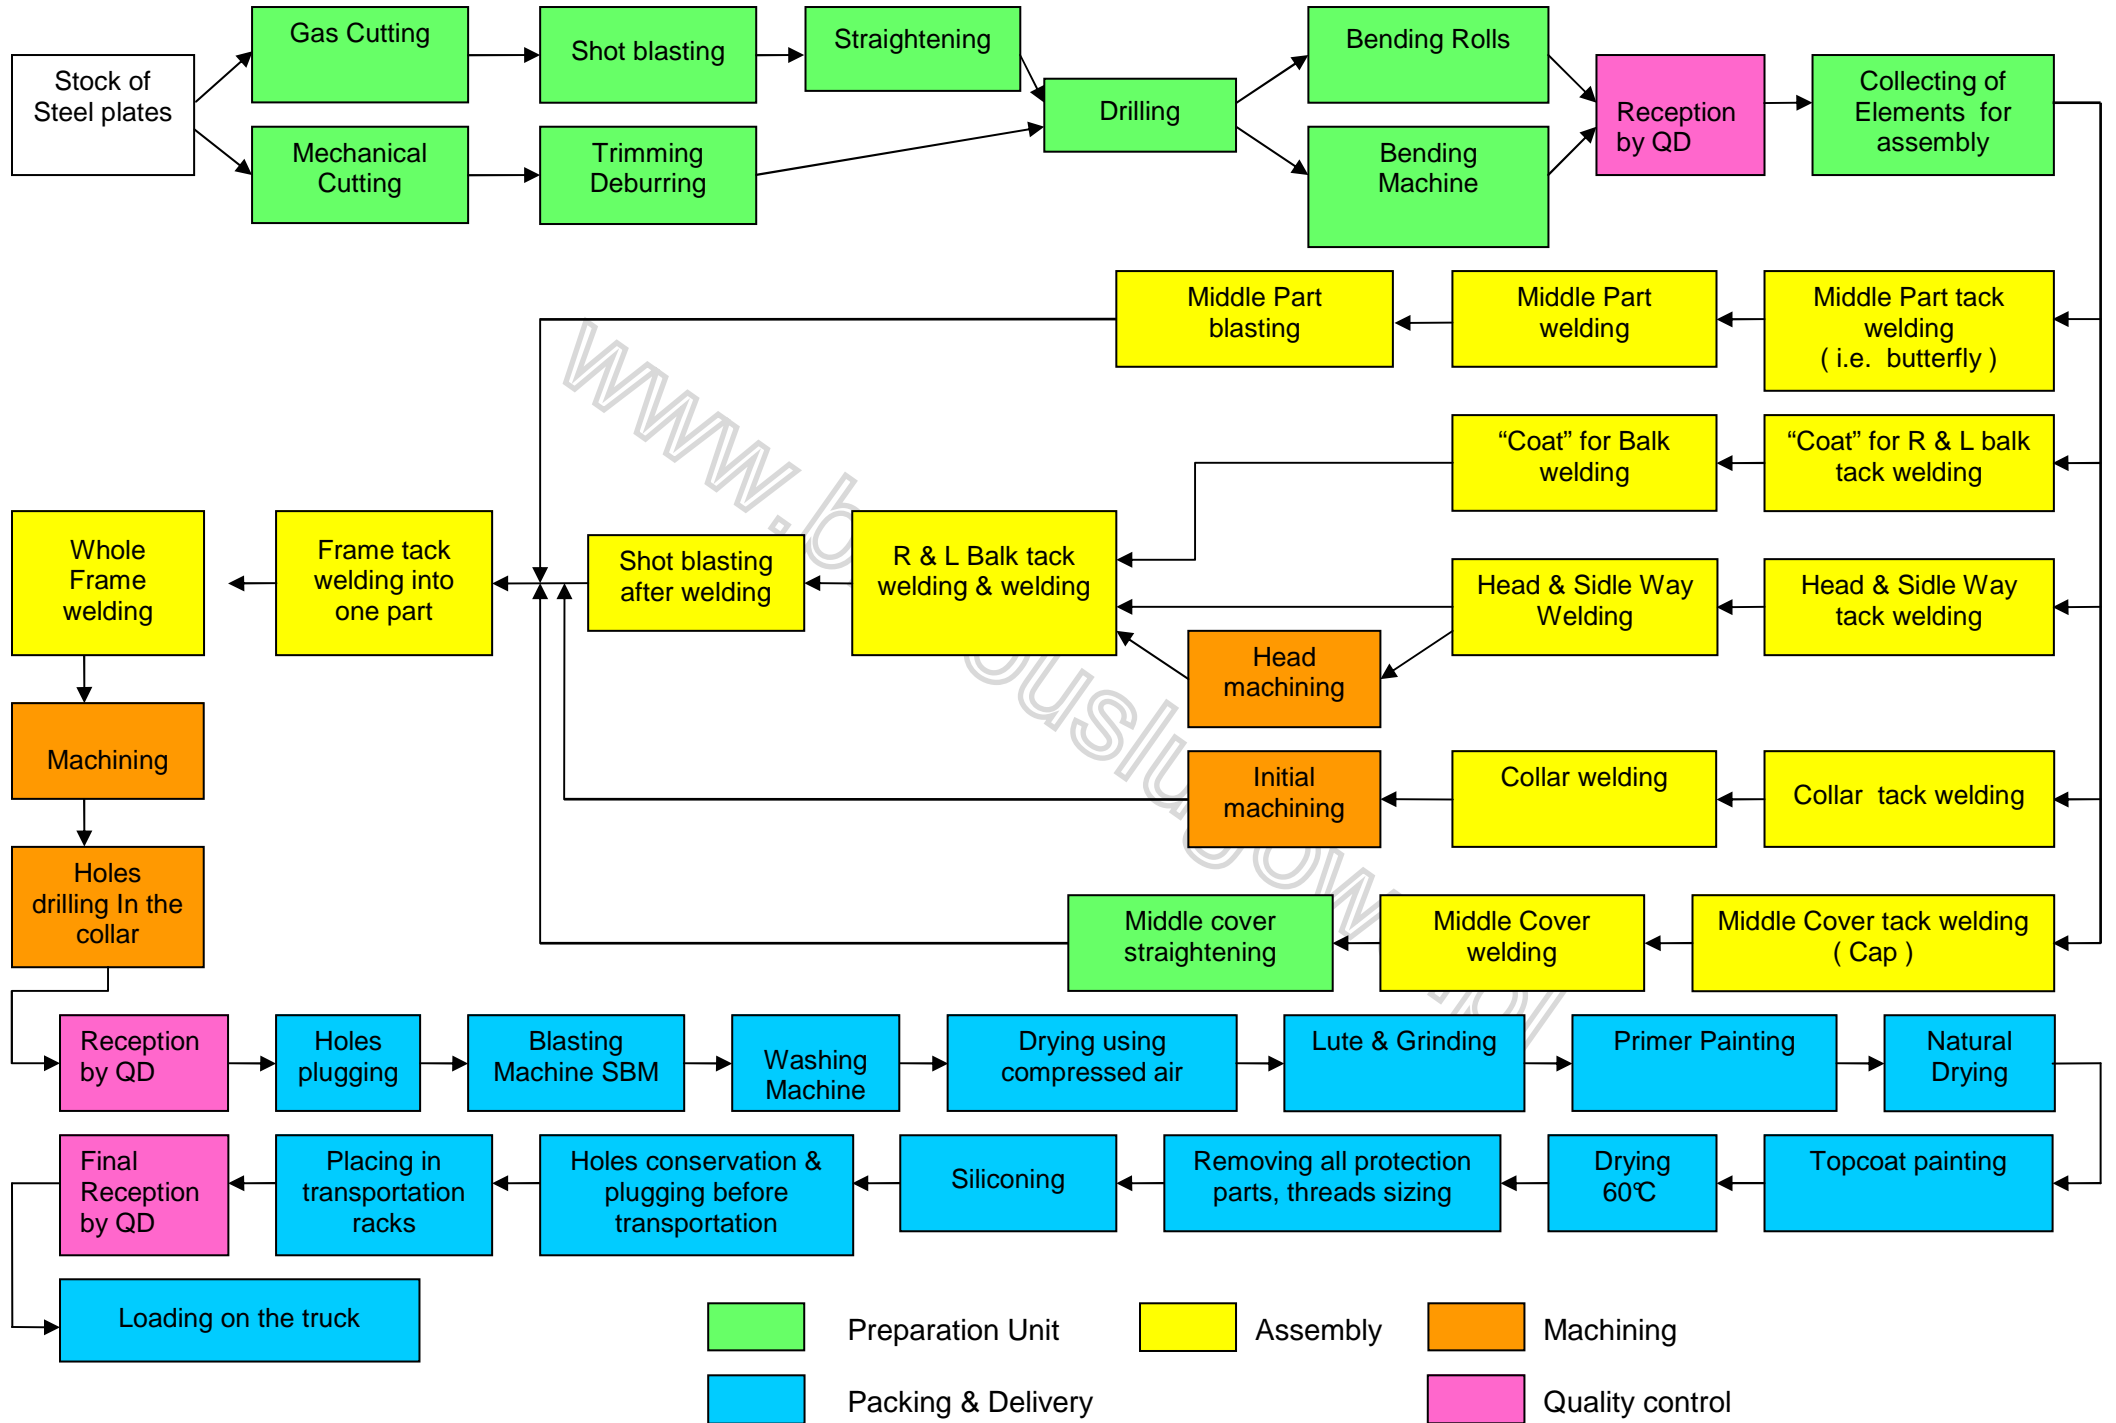 Stock of
Steel plates
Gas Cutting
Shot blasting
Straightening
Mechanical
Cutting
Trimming
Deburring
Drilling
Bending Rolls
Bending
Machine
Reception
by QD
Collecting of
Elements for
assembly
Middle Part
blasting
Middle Part
welding
Middle Part tack
welding
( i.e. butterfly )
“Coat” for Balk
welding
“Coat” for R & L balk
tack welding
Whole
Frame
welding
Frame tack
welding into
one part
Shot blasting
after welding
R & L Balk tack
welding & welding
Head & Sidle Way
Welding
Head & Sidle Way
tack welding
Head
machining
Machining
Initial
machining
Collar welding
Collar tack welding
Holes
drilling In the
collar
Middle cover
straightening
Middle Cover
welding
Middle Cover tack welding
( Cap )
Reception
by QD
Holes
plugging
Blasting
Machine SBM
Washing
Machine
Drying using
compressed air
Lute & Grinding
Primer Painting
Natural
Drying
Final
Reception
by QD
Placing in
transportation
racks
Holes conservation &
plugging before
transportation
Siliconing
Removing all protection
parts, threads sizing
Drying
60°C
Topcoat painting
Loading on the truck
Preparation Unit
Assembly
Machining
Packing & Delivery
Quality control